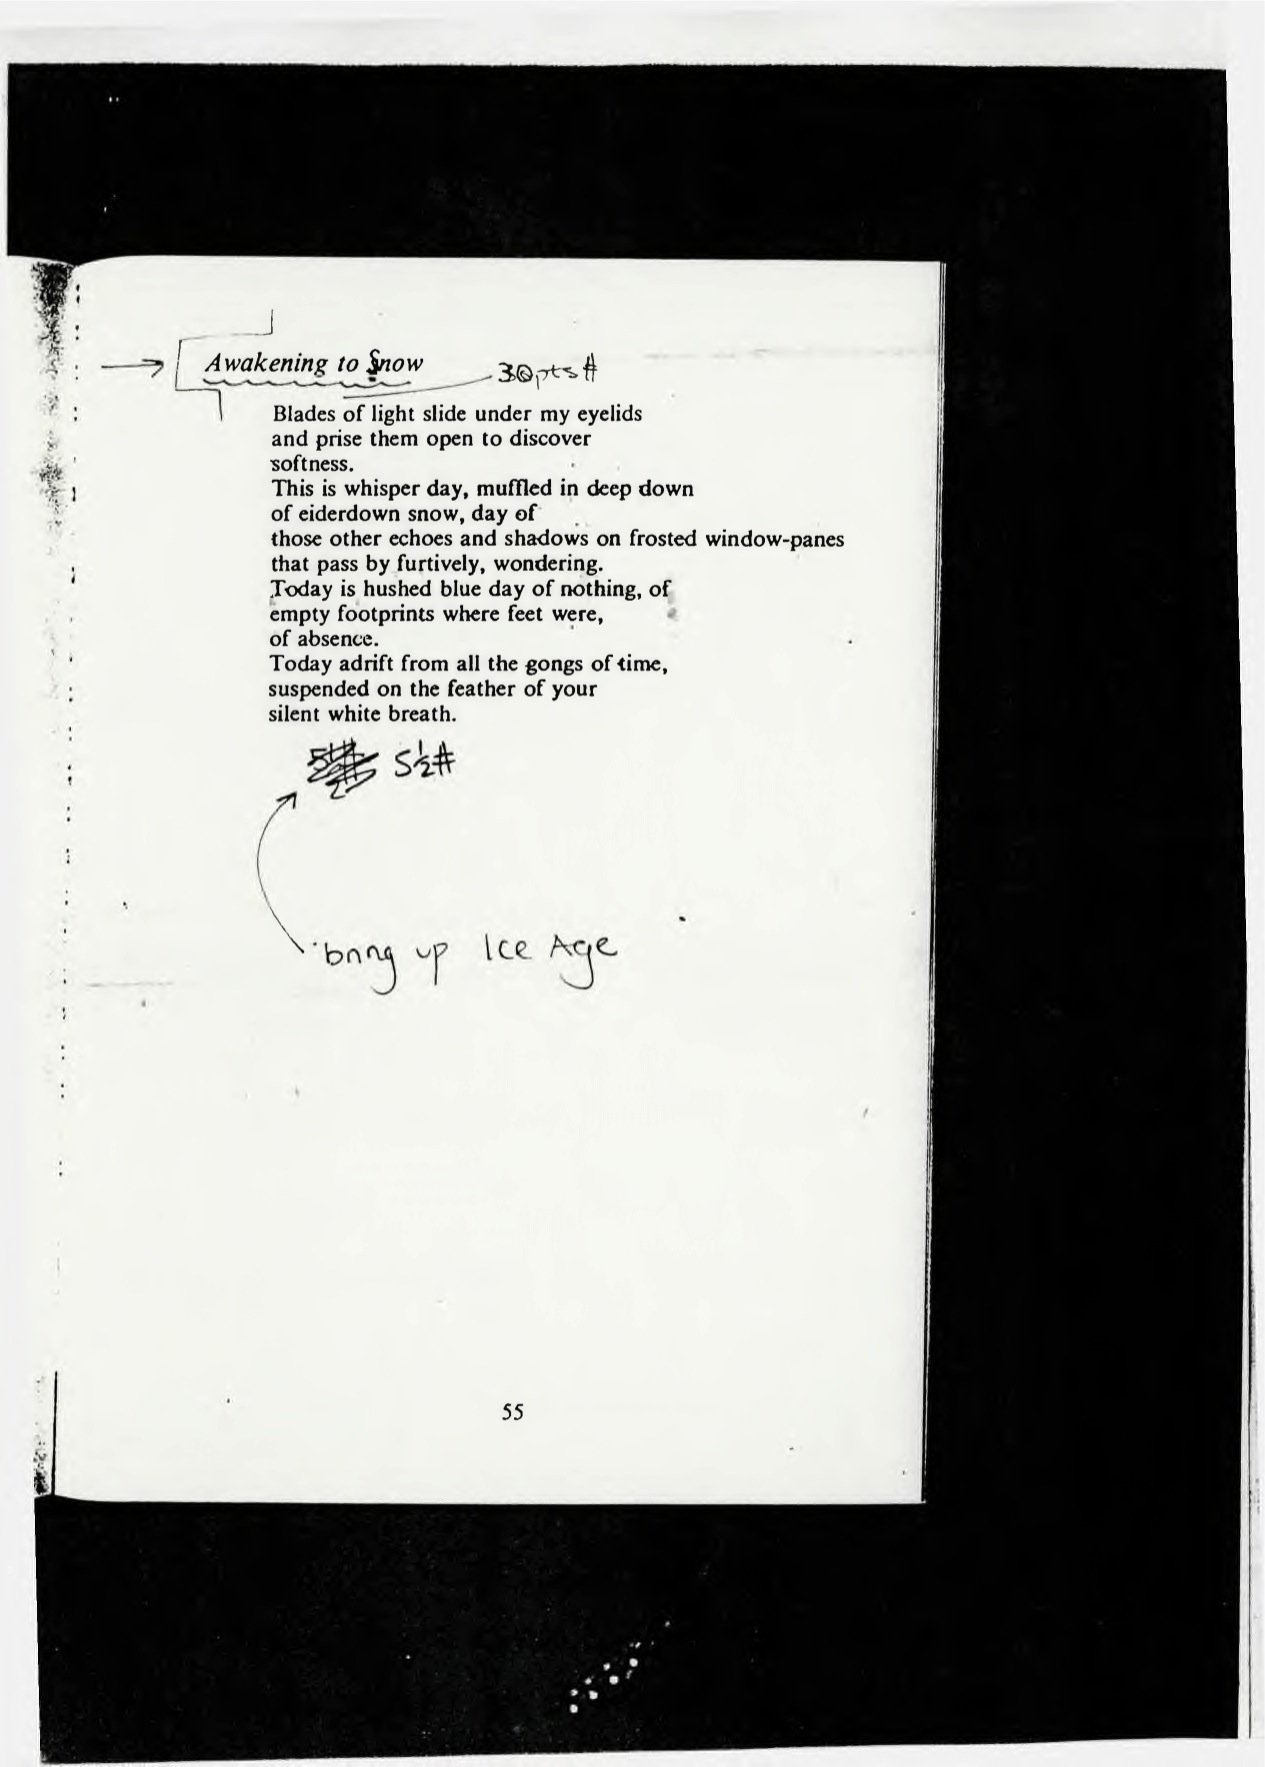 Awakening to Snow
30pts#
Blades of light slide under my eyelids
and prise them open to discover
softness.
This is whisper day, muffled in deep down
of eiderdown snow, day of
those other echoes and shadows on frosted window-panes
that pass by furtively, wondering.
Today is hushed blue day of nothing, of
empty footprints where feet were,
of absence.
Today adrift from all the gongs of time,
suspended on the feather of your
silent white breath.
5½#
bring up Ice Age
55